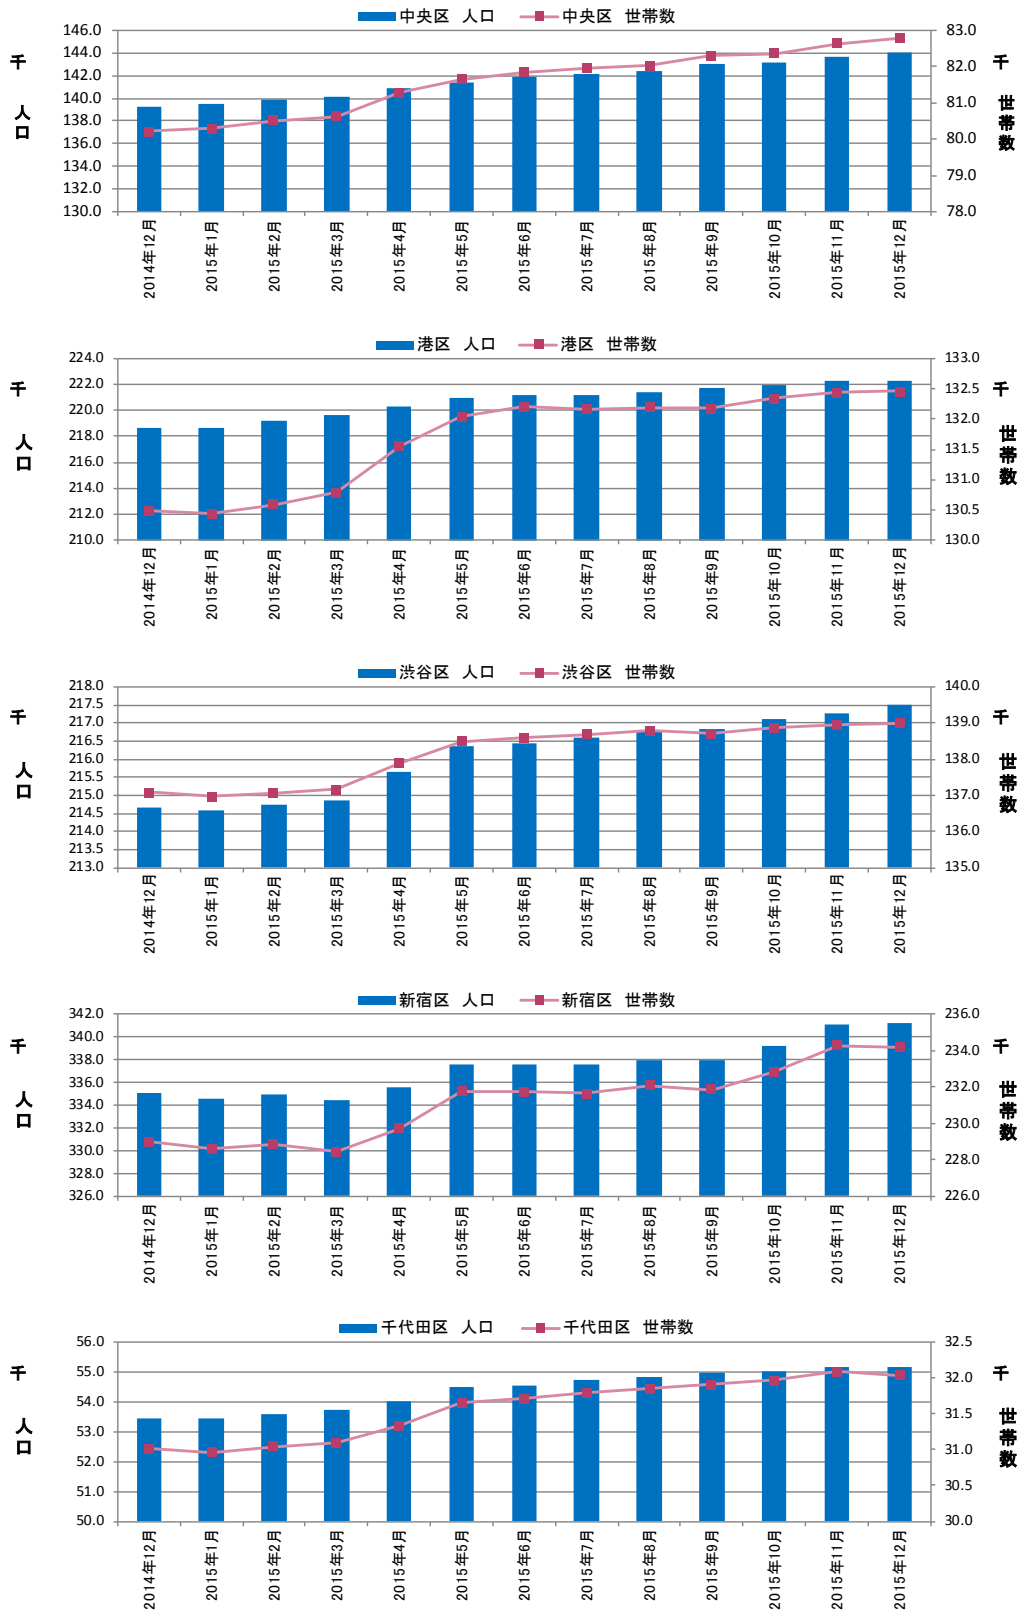 中央区 人口 中央区 世帯数
千
人口
146.0
144.0
142.0
140.0
138.0
136.0
134.0
132.0
130.0
83.0
82.0
81.0
80.0
79.0
78.0
千
世帯数
2014年12月
2015年1月
2015年2月
2015年3月
2015年4月
2015年5月
2015年6月
2015年7月
2015年8月
2015年9月
2015年10月
2015年11月
2015年12月
港区 人口 港区 世帯数
千
人口
224.0
222.0
220.0
218.0
216.0
214.0
212.0
210.0
133.0
132.5
132.0
131.5
131.0
130.5
130.0
千
世帯数
2014年12月
2015年1月
2015年2月
2015年3月
2015年4月
2015年5月
2015年6月
2015年7月
2015年8月
2015年9月
2015年10月
2015年11月
2015年12月
渋谷区 人口 渋谷区 世帯数
千
人口
218.0
217.5
217.0
216.5
216.0
215.5
215.0
214.5
214.0
213.5
213.0
140.0
139.0
138.0
137.0
136.0
135.0
千
世帯数
2014年12月
2015年1月
2015年2月
2015年3月
2015年4月
2015年5月
2015年6月
2015年7月
2015年8月
2015年9月
2015年10月
2015年11月
2015年12月
新宿区 人口 新宿区 世帯数
千
人口
342.0
340.0
338.0
336.0
334.0
332.0
330.0
328.0
326.0
236.0
234.0
232.0
230.0
228.0
226.0
千
世帯数
2014年12月
2015年1月
2015年2月
2015年3月
2015年4月
2015年5月
2015年6月
2015年7月
2015年8月
2015年9月
2015年10月
2015年11月
2015年12月
千代田区 人口 千代田区 世帯数
千
人口
56.0
55.0
54.0
53.0
52.0
51.0
50.0
32.5
32.0
31.5
31.0
30.5
30.0
千
世帯数
2014年12月
2015年1月
2015年2月
2015年3月
2015年4月
2015年5月
2015年6月
2015年7月
2015年8月
2015年9月
2015年10月
2015年11月
2015年12月